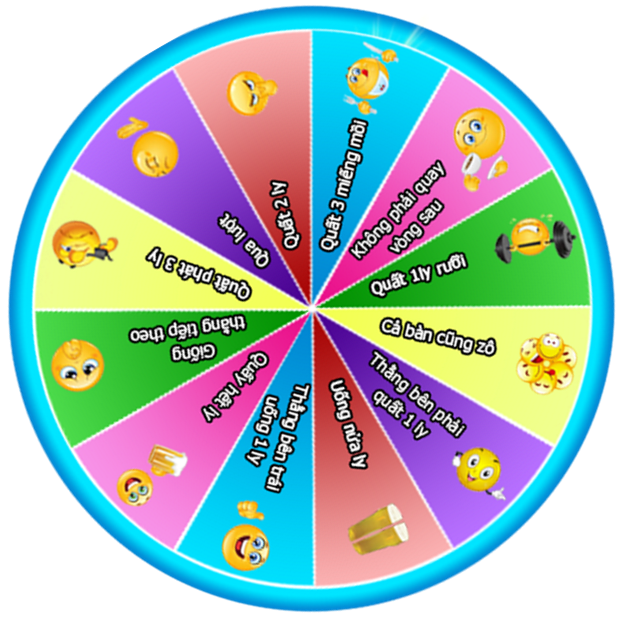 Quất 3 miếng mồi
Không phải quay
vòng sau
Quất 1ly rưỡi
Cả bàn cũng zô
Thằng bên phải
quất 1 ly
Uống nửa ly
Thằng bên trái
uống 1 ly
Quẩy hết ly
Giống
thằng tiếp theo
Quất phát 3 ly
Qua lượt
Quất 2 ly